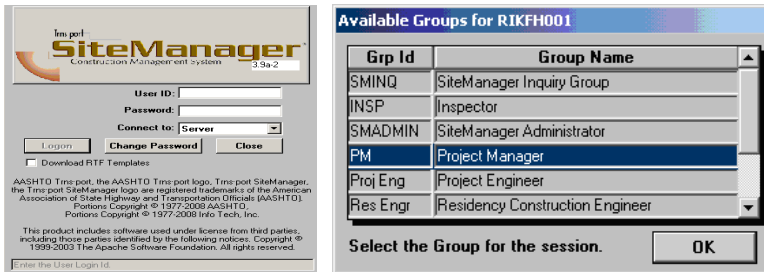 Trns·port
SiteManager
Construction Management System
3.9a-2
User ID:
Password:
Connect to: Server
Logon Change Password Close
Download RTF Templates
AASHTO Trns·port, the AASHTO Trns·port logo, Trns·port SiteManager,
the Trns·port SiteManager logo are registered trademarks of the American
Association of State Highway and Transportation Officials (AASHTO).
Portions Copyright © 1977-2008 AASHTO,
Portions Copyright © 1977-2008 Info Tech, Inc.
This product includes software used under license from third parties,
including those parties identified by the following notices. Copyright ©
1999-2003 The Apache Software Foundation. All rights reserved.
Enter the User Login Id.
Available Groups for RIKFH001
Grp Id Group Name
SMINQ SiteManager Inquiry Group
INSP Inspector
SMADMIN SiteManager Administrator
PM Project Manager
Proj Eng Project Engineer
Res Engr Residency Construction Engineer
Select the Group for the session. OK